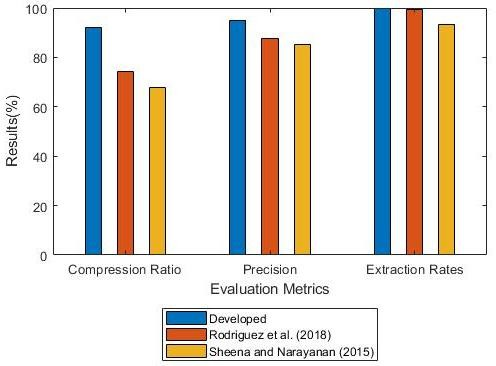 100
80
60
40
20
0
Results(%)
Compression Ratio
Precision
Extraction Rates
Evaluation Metrics
Developed
Rodriguez et al. (2018)
Sheena and Narayanan (2015)